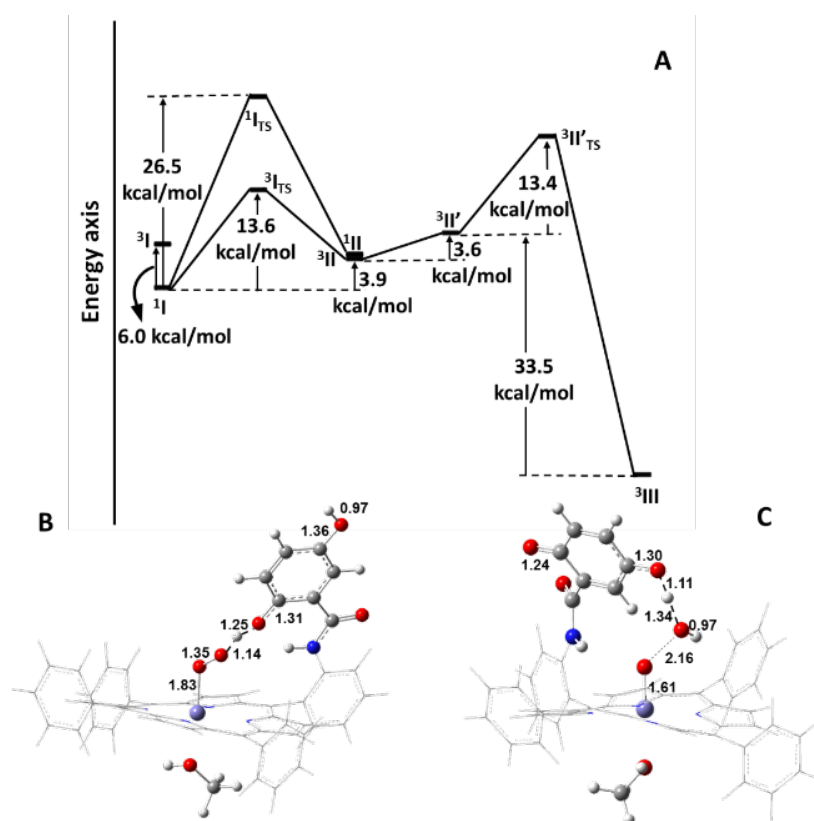 A
¹I_TS
³II'_TS
26.5
kcal/mol
³I_TS
13.4
kcal/mol
³I
13.6
kcal/mol
³II'
¹II
³II
3.6
kcal/mol
3.9
kcal/mol
¹I
6.0 kcal/mol
Energy axis
33.5
kcal/mol
³III
B
0.97
1.36
1.31
1.25
1.14
1.35
1.83
C
1.24
1.30
1.11
1.34
0.97
2.16
1.61